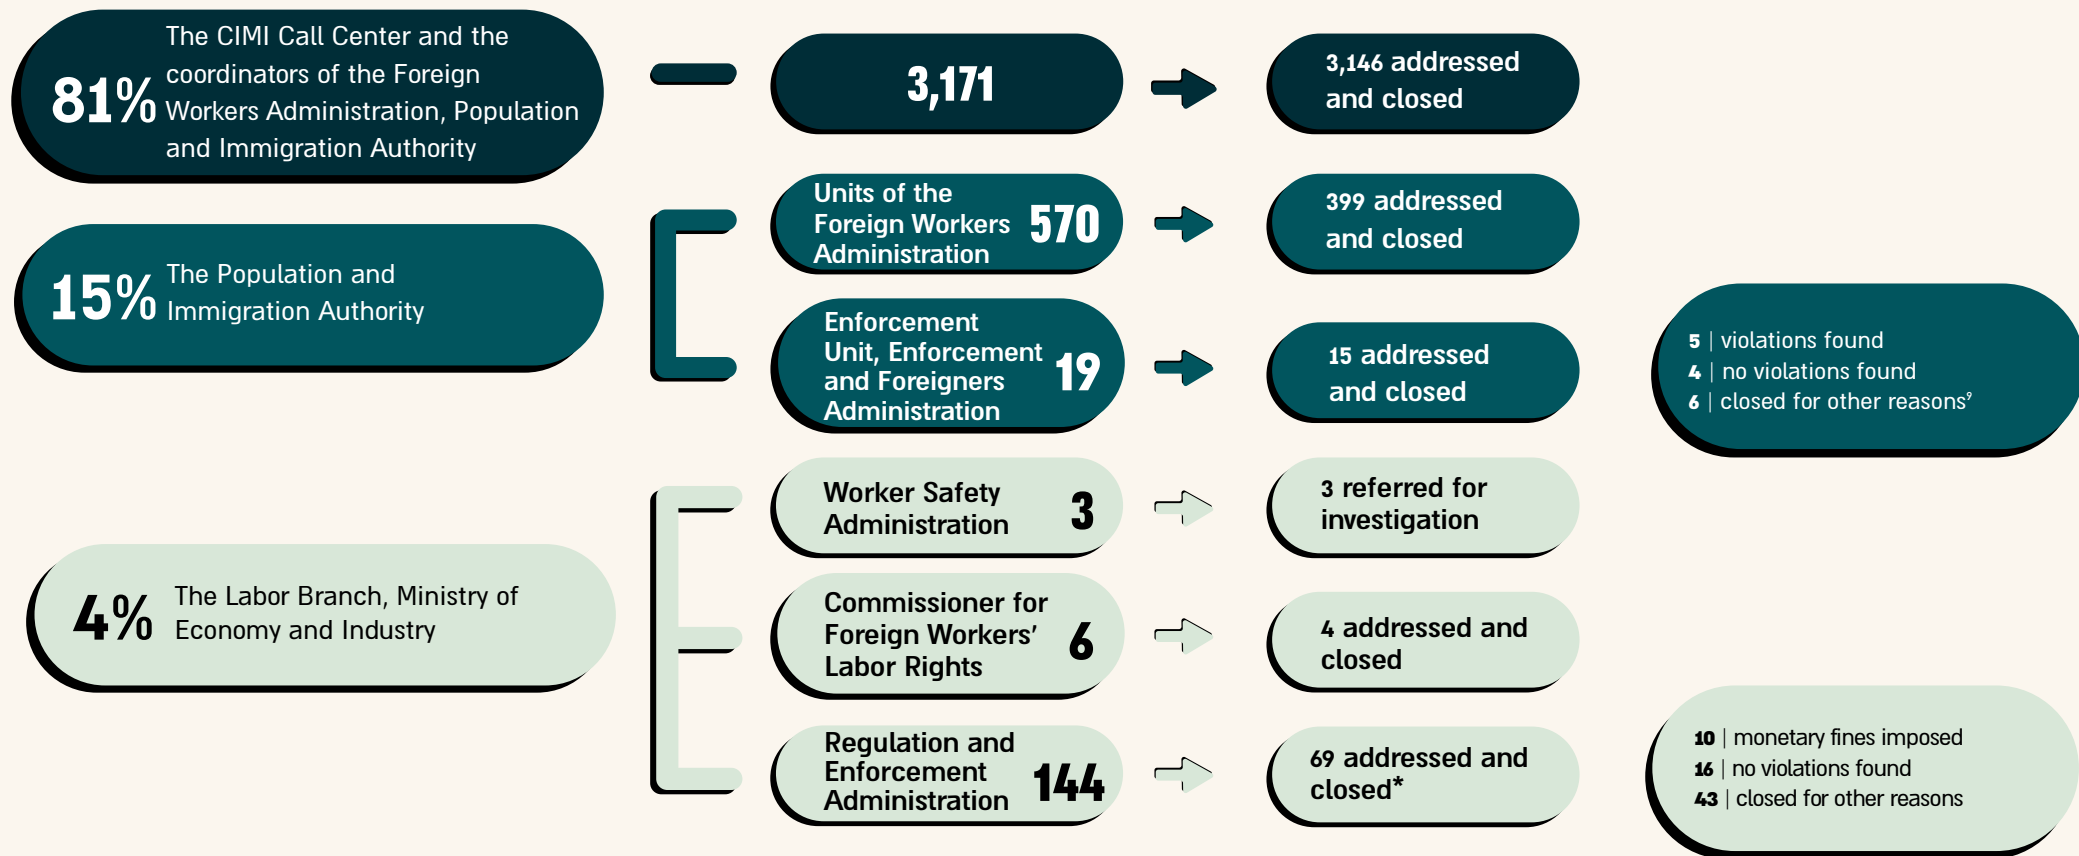 81%
The CIMI Call Center and the
coordinators of the Foreign
Workers Administration, Population
and Immigration Authority
3,171
3,146 addressed
and closed
15%
The Population and
Immigration Authority
Units of the
Foreign Workers
Administration
570
399 addressed
and closed
Enforcement
Unit, Enforcement
and Foreigners
Administration
19
15 addressed
and closed
5 | violations found
4 | no violations found
6 | closed for other reasons⁹
4%
The Labor Branch, Ministry of
Economy and Industry
Worker Safety
Administration
3
3 referred for
investigation
Commissioner for
Foreign Workers’
Labor Rights
6
4 addressed and
closed
Regulation and
Enforcement
Administration
144
69 addressed and
closed*
10 | monetary fines imposed
16 | no violations found
43 | closed for other reasons